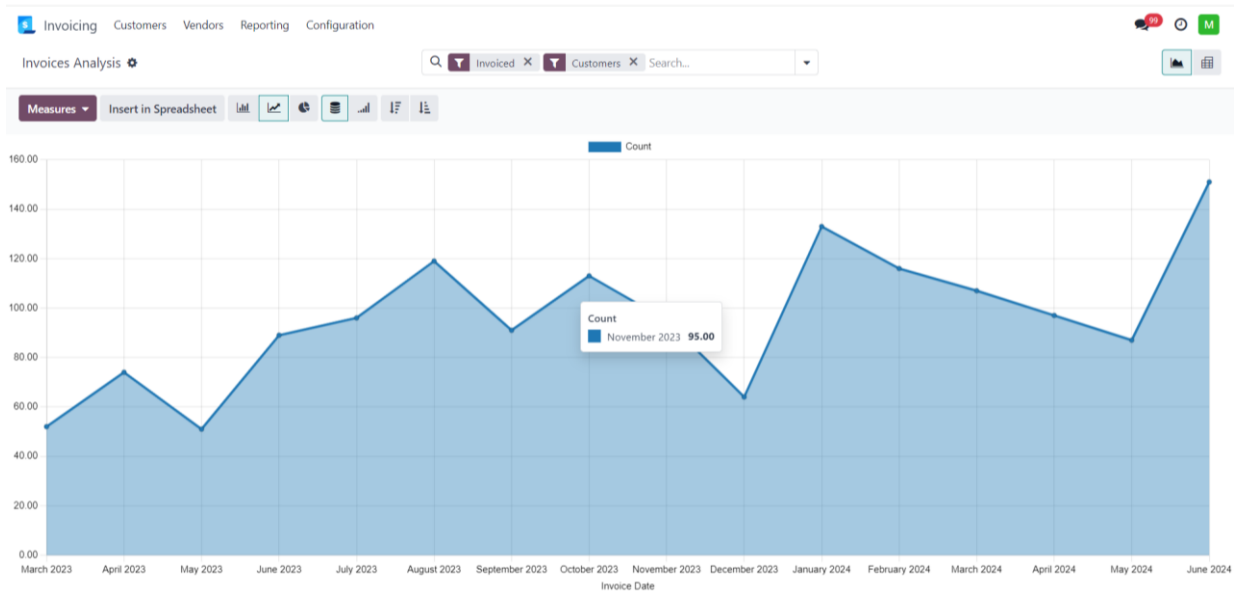 Invoicing Customers Vendors Reporting Configuration 99 M
Invoices Analysis Invoiced Customers Search...
Measures Insert in Spreadsheet
Count
160.00
140.00
120.00
100.00
80.00
60.00
40.00
20.00
0.00
Count
November 2023 95.00
March 2023 April 2023 May 2023 June 2023 July 2023 August 2023 September 2023 October 2023 November 2023 December 2023 January 2024 February 2024 March 2024 April 2024 May 2024 June 2024
Invoice Date